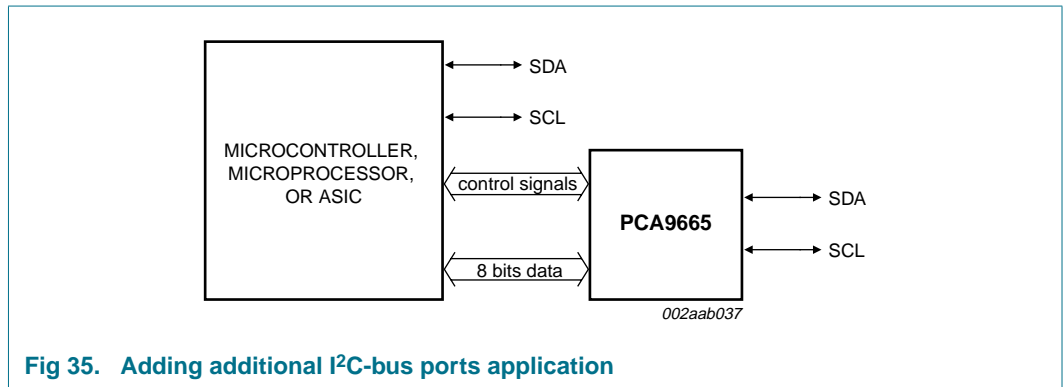 SDA
SCL
MICROCONTROLLER,
MICROPROCESSOR,
OR ASIC
control signals
PCA9665
SDA
SCL
8 bits data
002aab037
Fig 35. Adding additional I²C-bus ports application